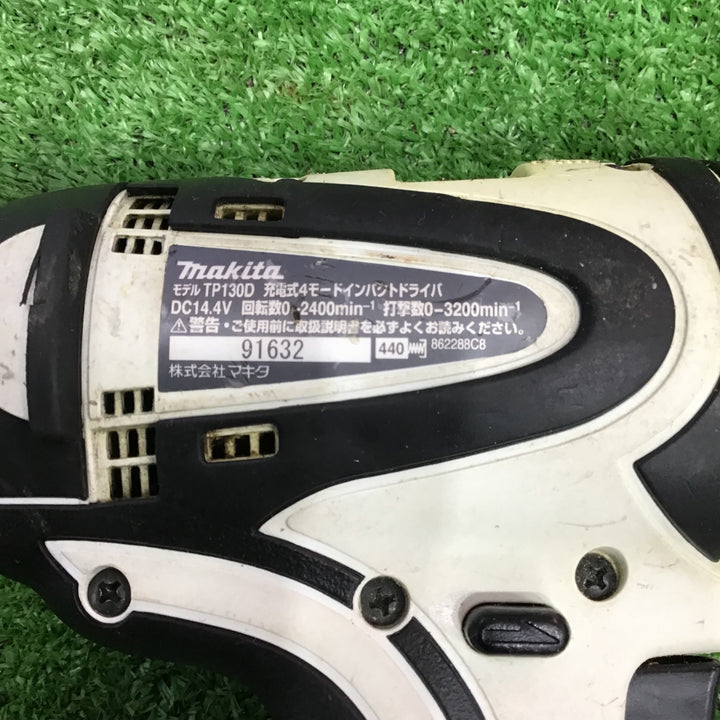 makita
モデル TP130D 充電式4モードインパクトドライバ
DC14.4V 回転数0-2400min⁻¹ 打撃数0-3200min⁻¹
⚠警告・ご使用前に取扱説明書を必ずよくお読みください。
91632 440 862288C8
株式会社マキタ